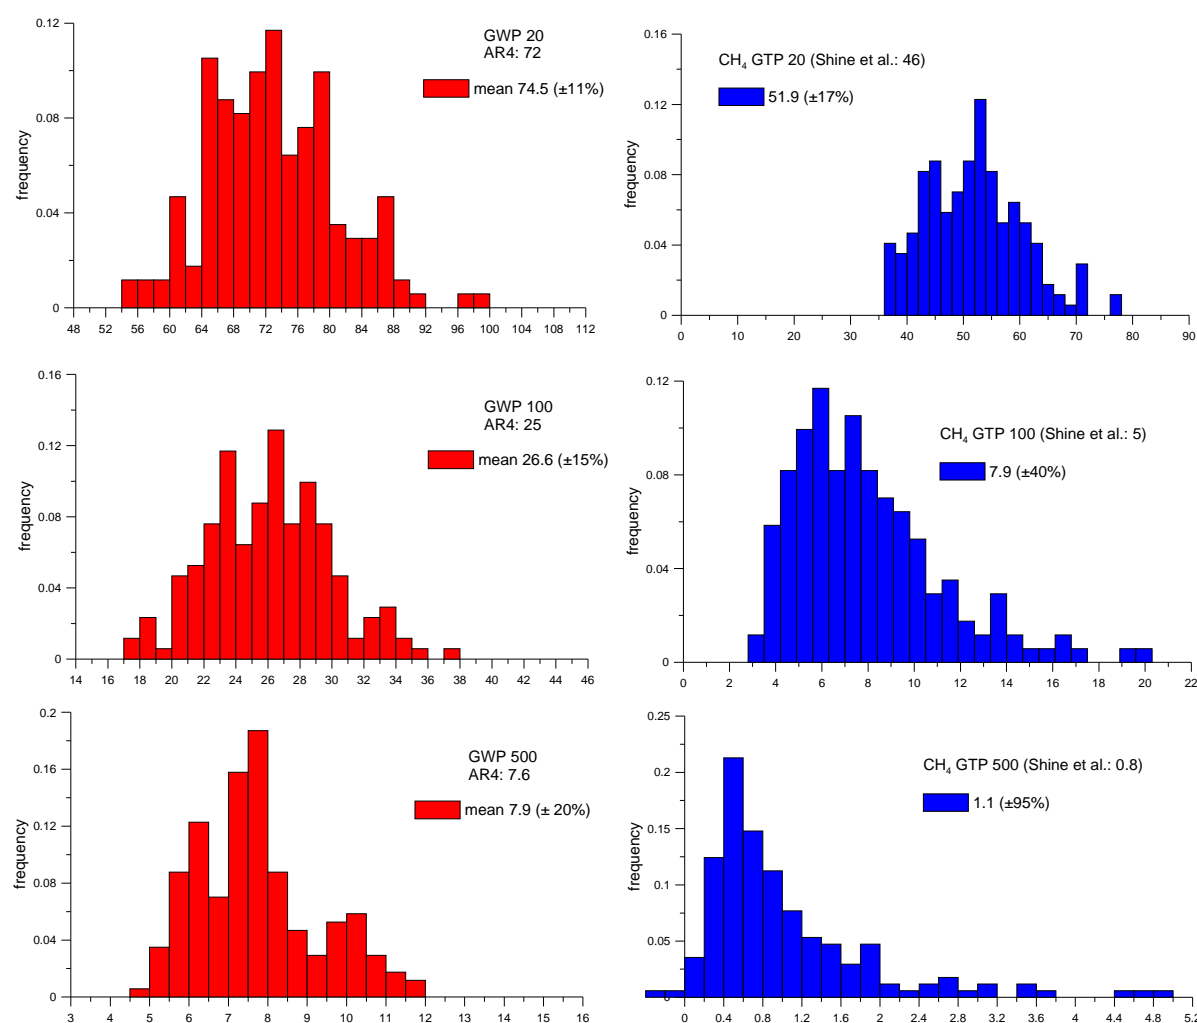 GWP 20
AR4: 72
mean 74.5 (±11%)
frequency
0.12
0.08
0.04
0
48 52 56 60 64 68 72 76 80 84 88 92 96 100 104 108 112
CH4 GTP 20 (Shine et al.: 46)
51.9 (±17%)
frequency
0.16
0.12
0.08
0.04
0
0 10 20 30 40 50 60 70 80 90
GWP 100
AR4: 25
mean 26.6 (±15%)
frequency
0.16
0.12
0.08
0.04
0
14 16 18 20 22 24 26 28 30 32 34 36 38 40 42 44 46
CH4 GTP 100 (Shine et al.: 5)
7.9 (±40%)
frequency
0.12
0.08
0.04
0
0 2 4 6 8 10 12 14 16 18 20 22
GWP 500
AR4: 7.6
mean 7.9 (± 20%)
frequency
0.2
0.16
0.12
0.08
0.04
0
3 4 5 6 7 8 9 10 11 12 13 14 15 16
CH4 GTP 500 (Shine et al.: 0.8)
1.1 (±95%)
frequency
0.25
0.2
0.15
0.1
0.05
0
0 0.4 0.8 1.2 1.6 2 2.4 2.8 3.2 3.6 4 4.4 4.8 5.2